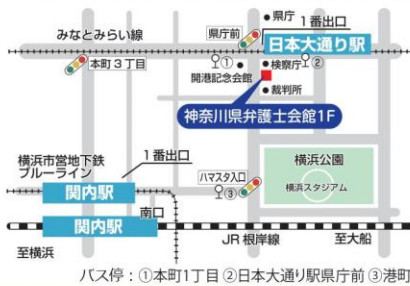 県庁
みなとみらい線
県庁前
1番出口
日本大通り駅
本町3丁目
①
②
開港記念会館
検察庁
裁判所
神奈川県弁護士会館1F
横浜市営地下鉄
ブルーライン
1番出口
関内駅
ハマスタ入口
③
横浜公園
横浜スタジアム
関内駅
南口
至横浜
JR根岸線
至大船
バス停：①本町1丁目 ②日本大通り駅県庁前 ③港町